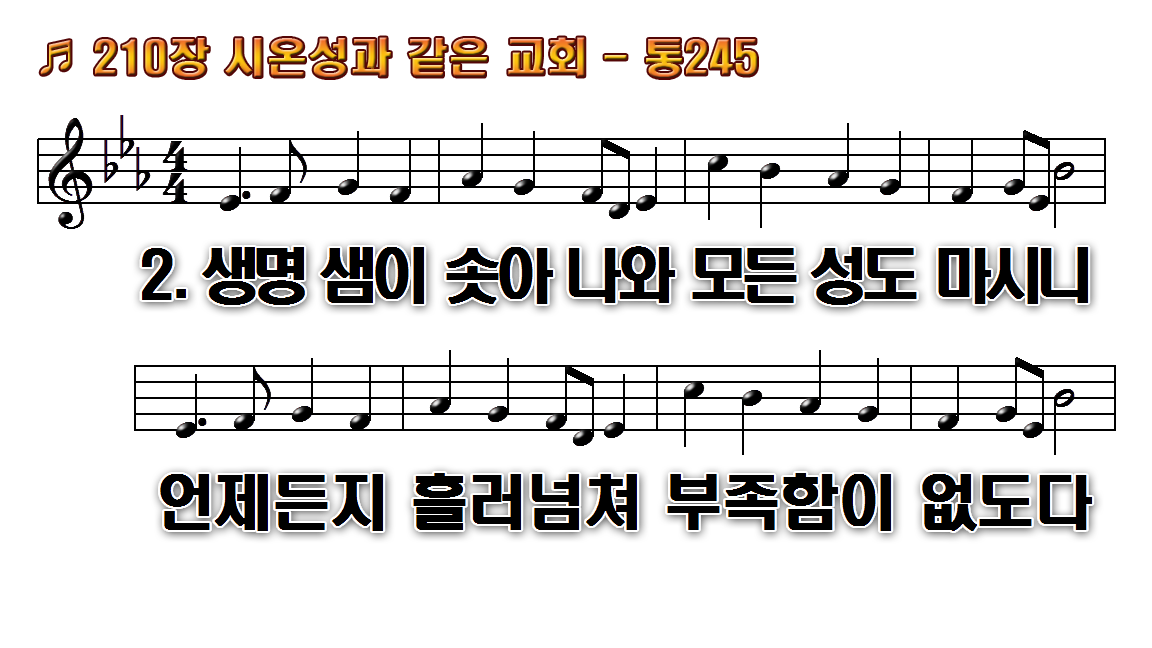 ♬ 210장 시온성과 같은 교회 - 통245
4
4
2. 생명 샘이 솟아 나와 모든 성도 마시니
언제든지 흘러넘쳐 부족함이 없도다